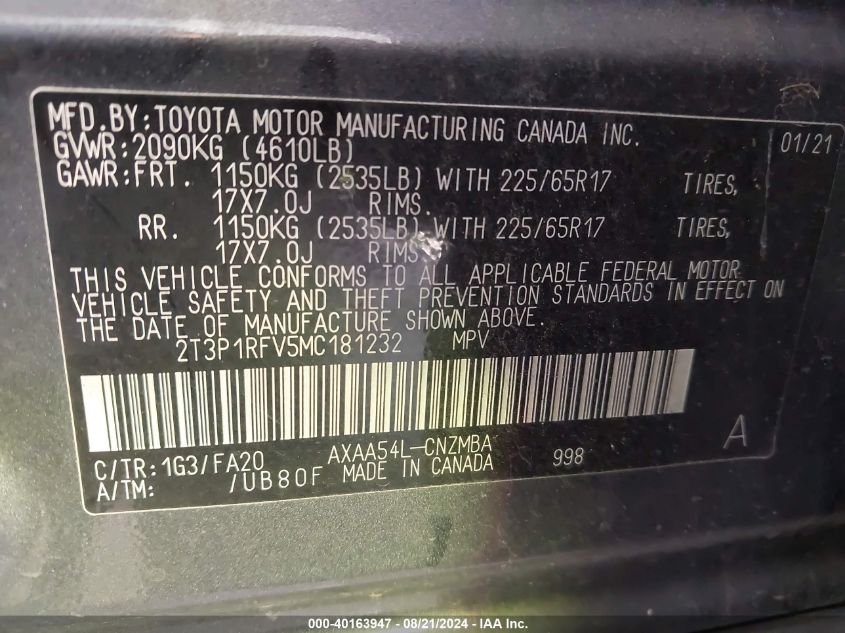 MFD.BY:TOYOTA MOTOR MANUFACTURING CANADA INC. 01/21
GVWR:2090KG (4610LB)
GAWR:FRT. 1150KG (2535LB) WITH 225/65R17 TIRES,
17X7.0J RIMS.
RR. 1150KG (2535LB) WITH 225/65R17 TIRES,
17X7.0J RIMS
THIS VEHICLE CONFORMS TO ALL APPLICABLE FEDERAL MOTOR
VEHICLE SAFETY AND THEFT PREVENTION STANDARDS IN EFFECT ON
THE DATE OF MANUFACTURE SHOWN ABOVE.
2T3P1RFV5MC181232 MPV
A
C/TR:1G3/FA20 AXAA54L-CNZMBA 998
A/TM: /UB80F MADE IN CANADA
000-40163947 - 08/21/2024 - IAA Inc.